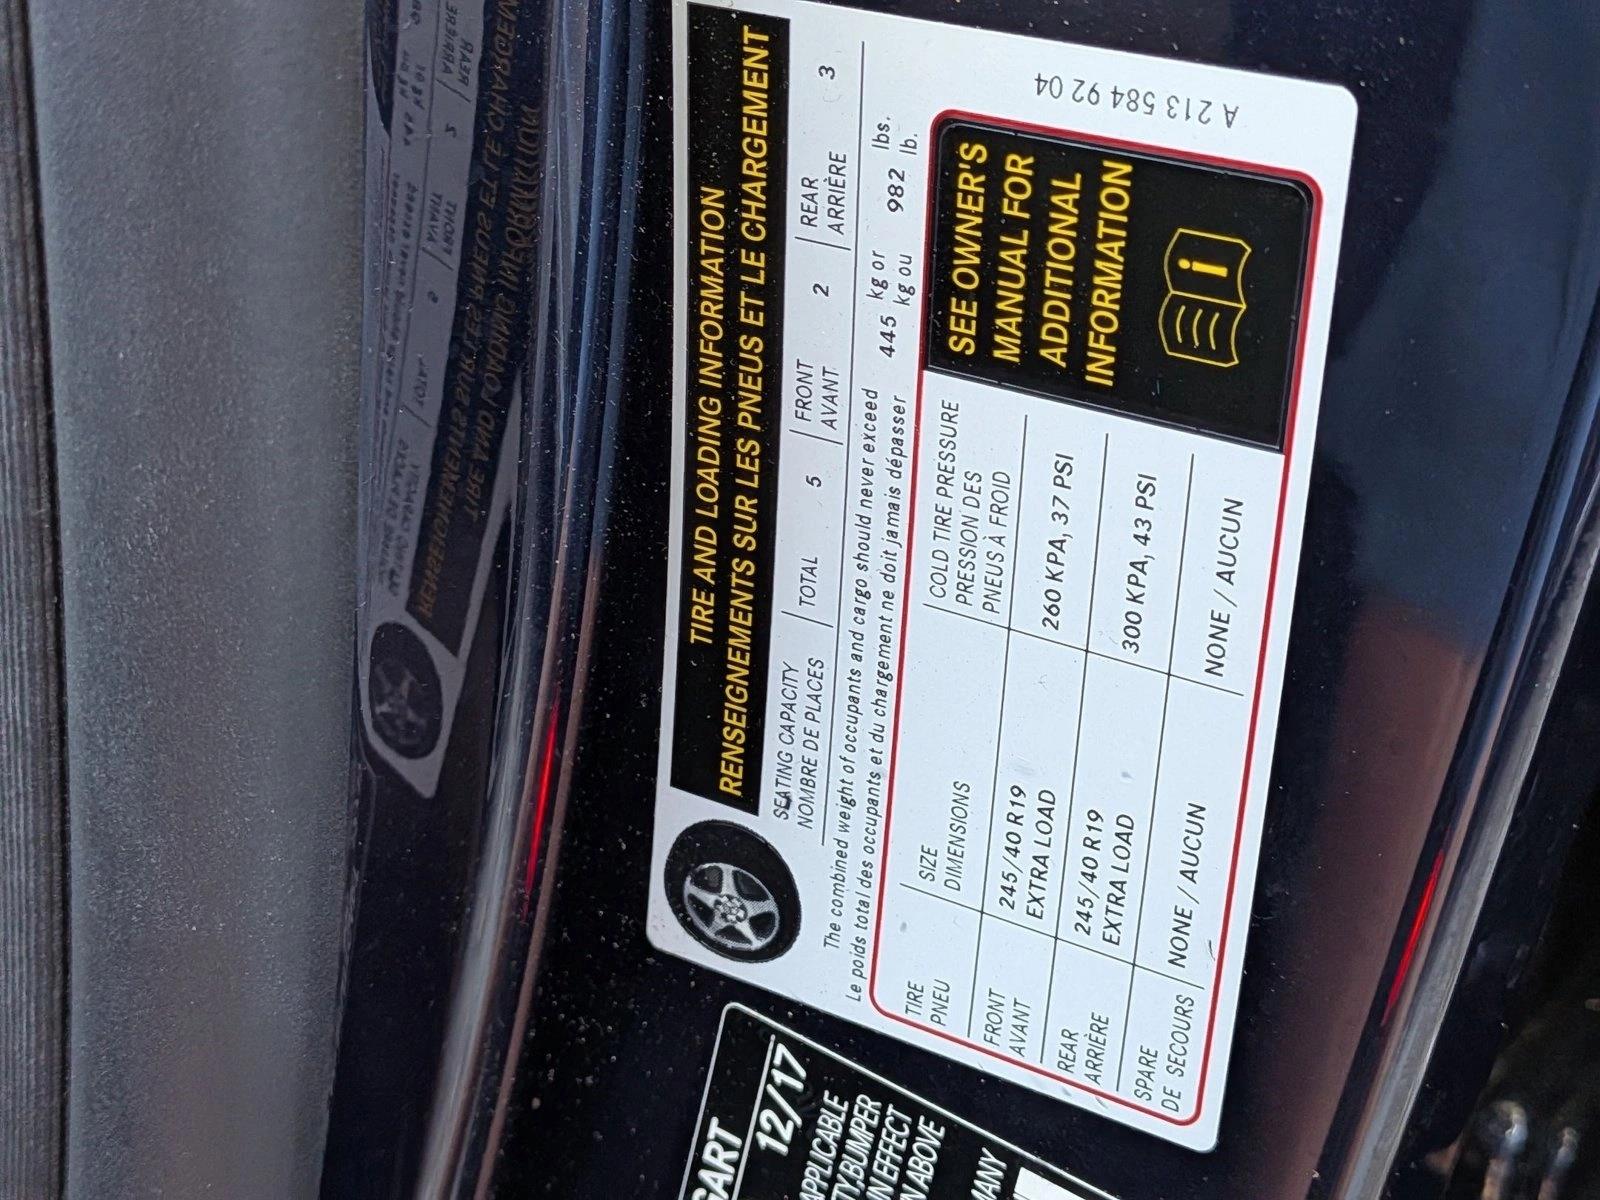 TIRE AND LOADING INFORMATION
RENSEIGNEMENTS SUR LES PNEUS ET LE CHARGEMENT
SEATING CAPACITY
NOMBRE DE PLACES
TOTAL 5
FRONT
AVANT 2
REAR
ARRIÈRE 3
The combined weight of occupants and cargo should never exceed 445 kg or 982 lbs.
Le poids total des occupants et du chargement ne doit jamais dépasser kg ou lb.
TIRE
PNEU
SIZE
DIMENSIONS
COLD TIRE PRESSURE
PRESSION DES
PNEUS À FROID
FRONT
AVANT
245/40 R19
EXTRA LOAD
260 KPA, 37 PSI
REAR
ARRIÈRE
245/40 R19
EXTRA LOAD
300 KPA, 43 PSI
SPARE
DE SECOURS
NONE / AUCUN
NONE / AUCUN
SEE OWNER'S
MANUAL FOR
ADDITIONAL
INFORMATION
i
A 213 584 92 04
12/17
APPLICABLE
BUMPER
IN EFFECT
ABOVE